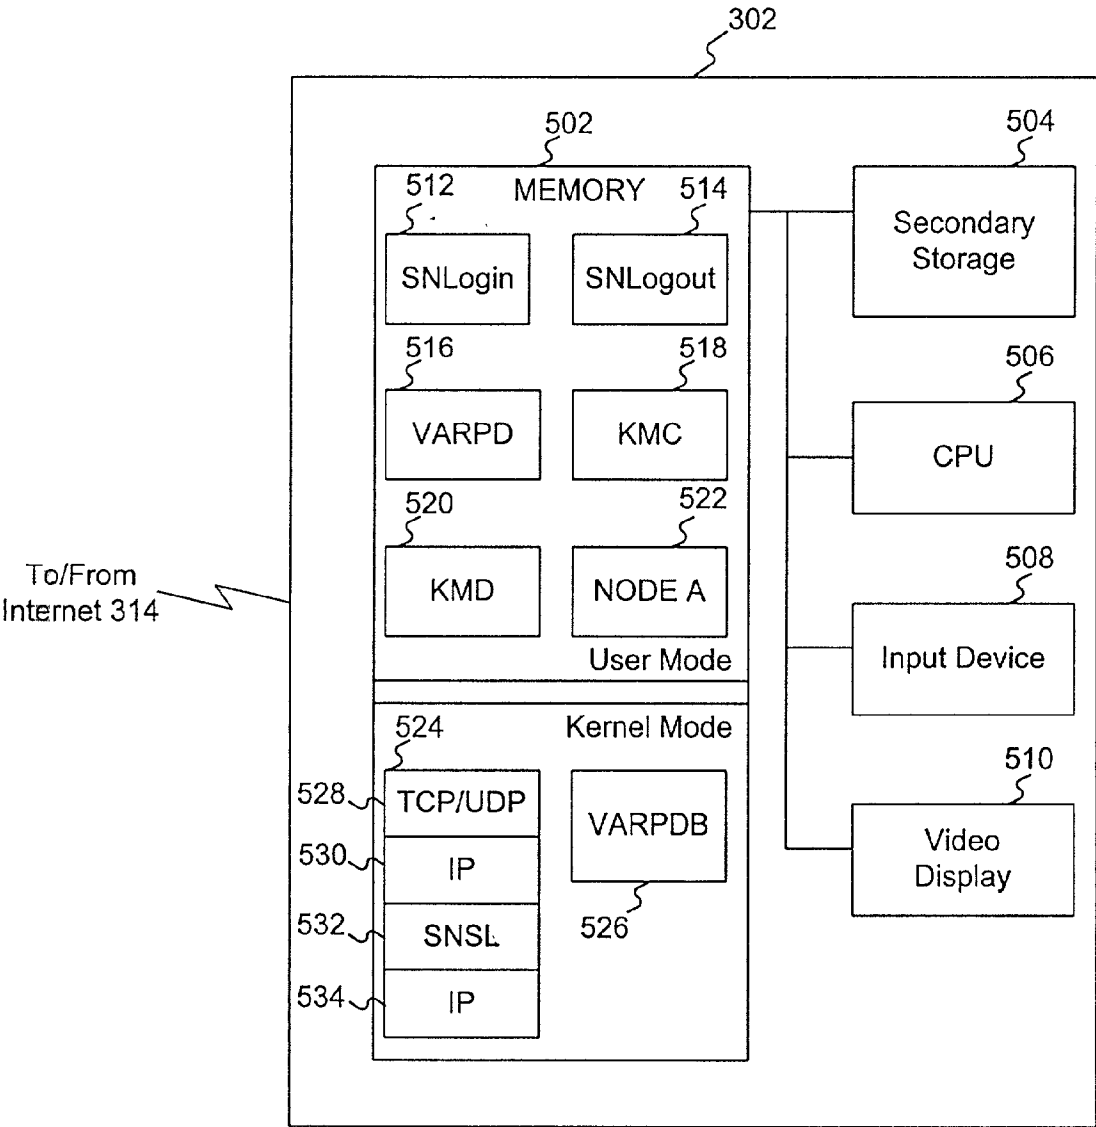 302
502
504
512
MEMORY
514
SNLogin
SNLogout
Secondary
Storage
516
518
506
VARPD
KMC
CPU
520
522
508
KMD
NODE A
Input Device
To/From
Internet 314
User Mode
Kernel Mode
524
510
528
TCP/UDP
VARPDB
Video
Display
530
IP
526
532
SNSL
534
IP